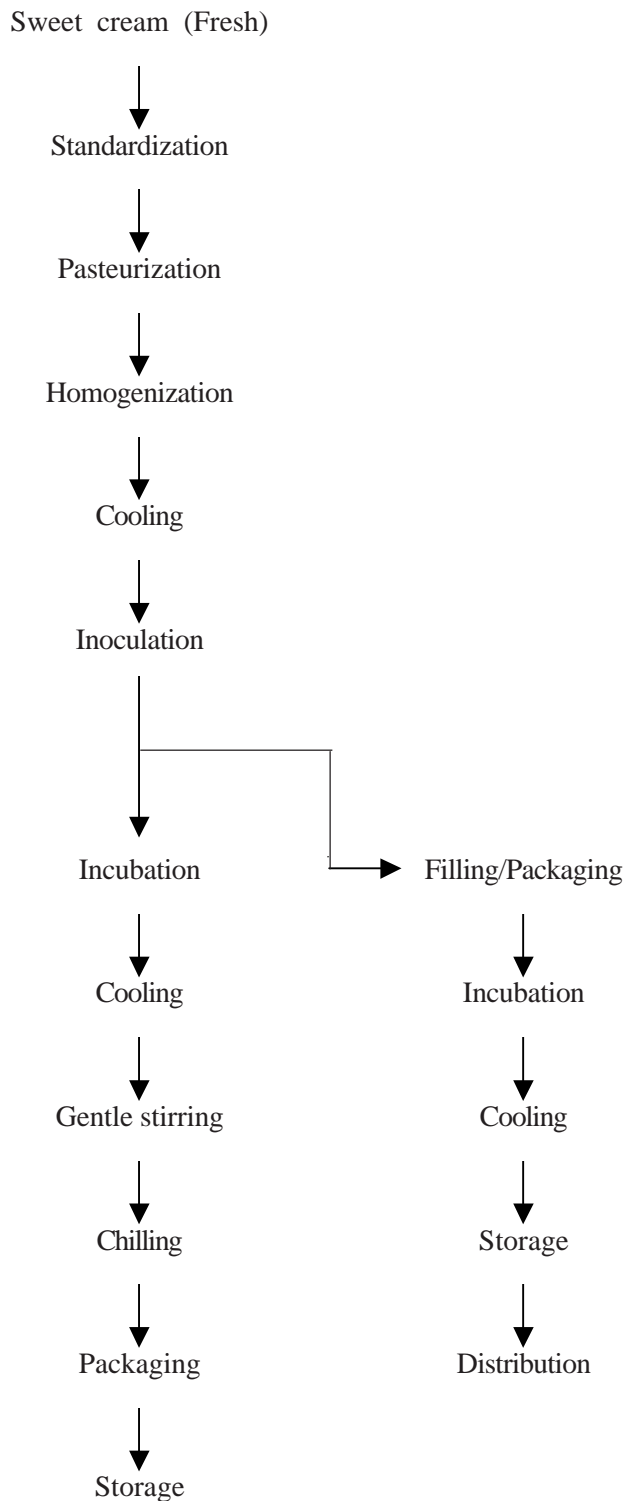 Sweet cream (Fresh)
Standardization
Pasteurization
Homogenization
Cooling
Inoculation
Incubation
Filling/Packaging
Cooling
Incubation
Gentle stirring
Cooling
Chilling
Storage
Packaging
Distribution
Storage